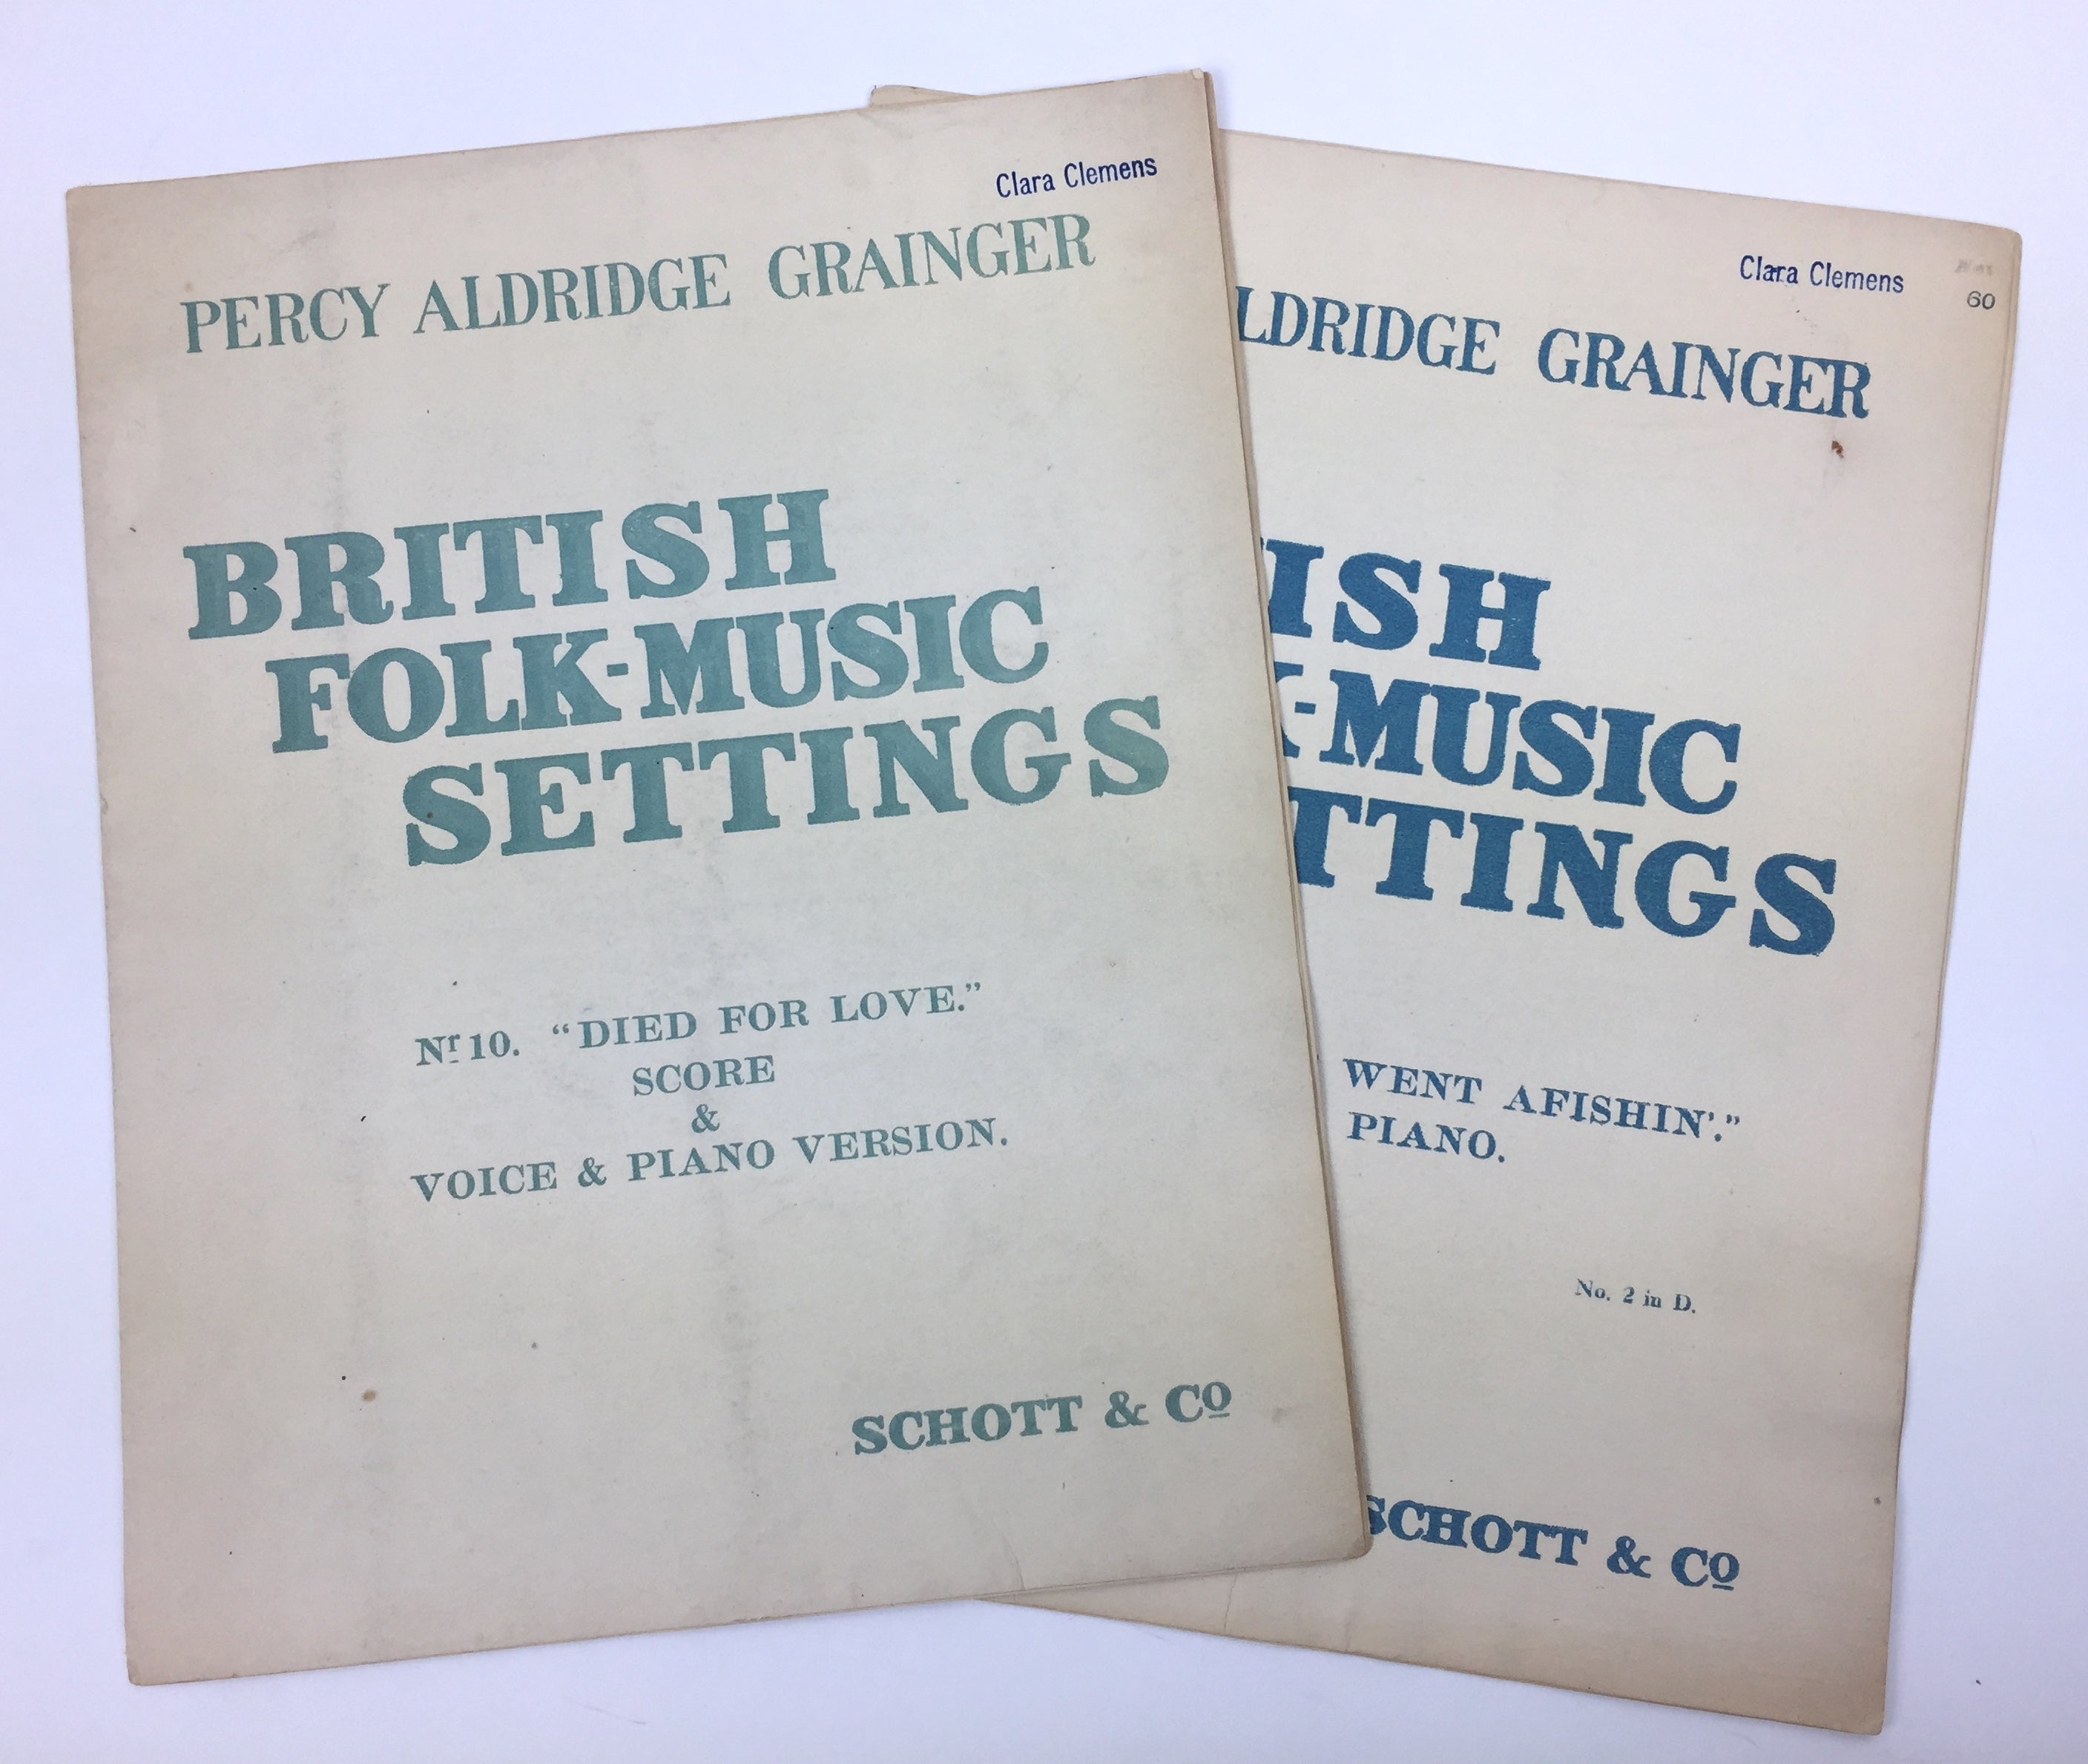 Clara Clemens
PERCY ALDRIDGE GRAINGER
BRITISH
FOLK-MUSIC
SETTINGS
Nr 10. "DIED FOR LOVE."
SCORE
&
VOICE & PIANO VERSION.
SCHOTT & Co
Clara Clemens
60
LDRIDGE GRAINGER
ISH
K-MUSIC
TTINGS
WENT AFISHIN'."
PIANO.
No. 2 in D.
SCHOTT & Co